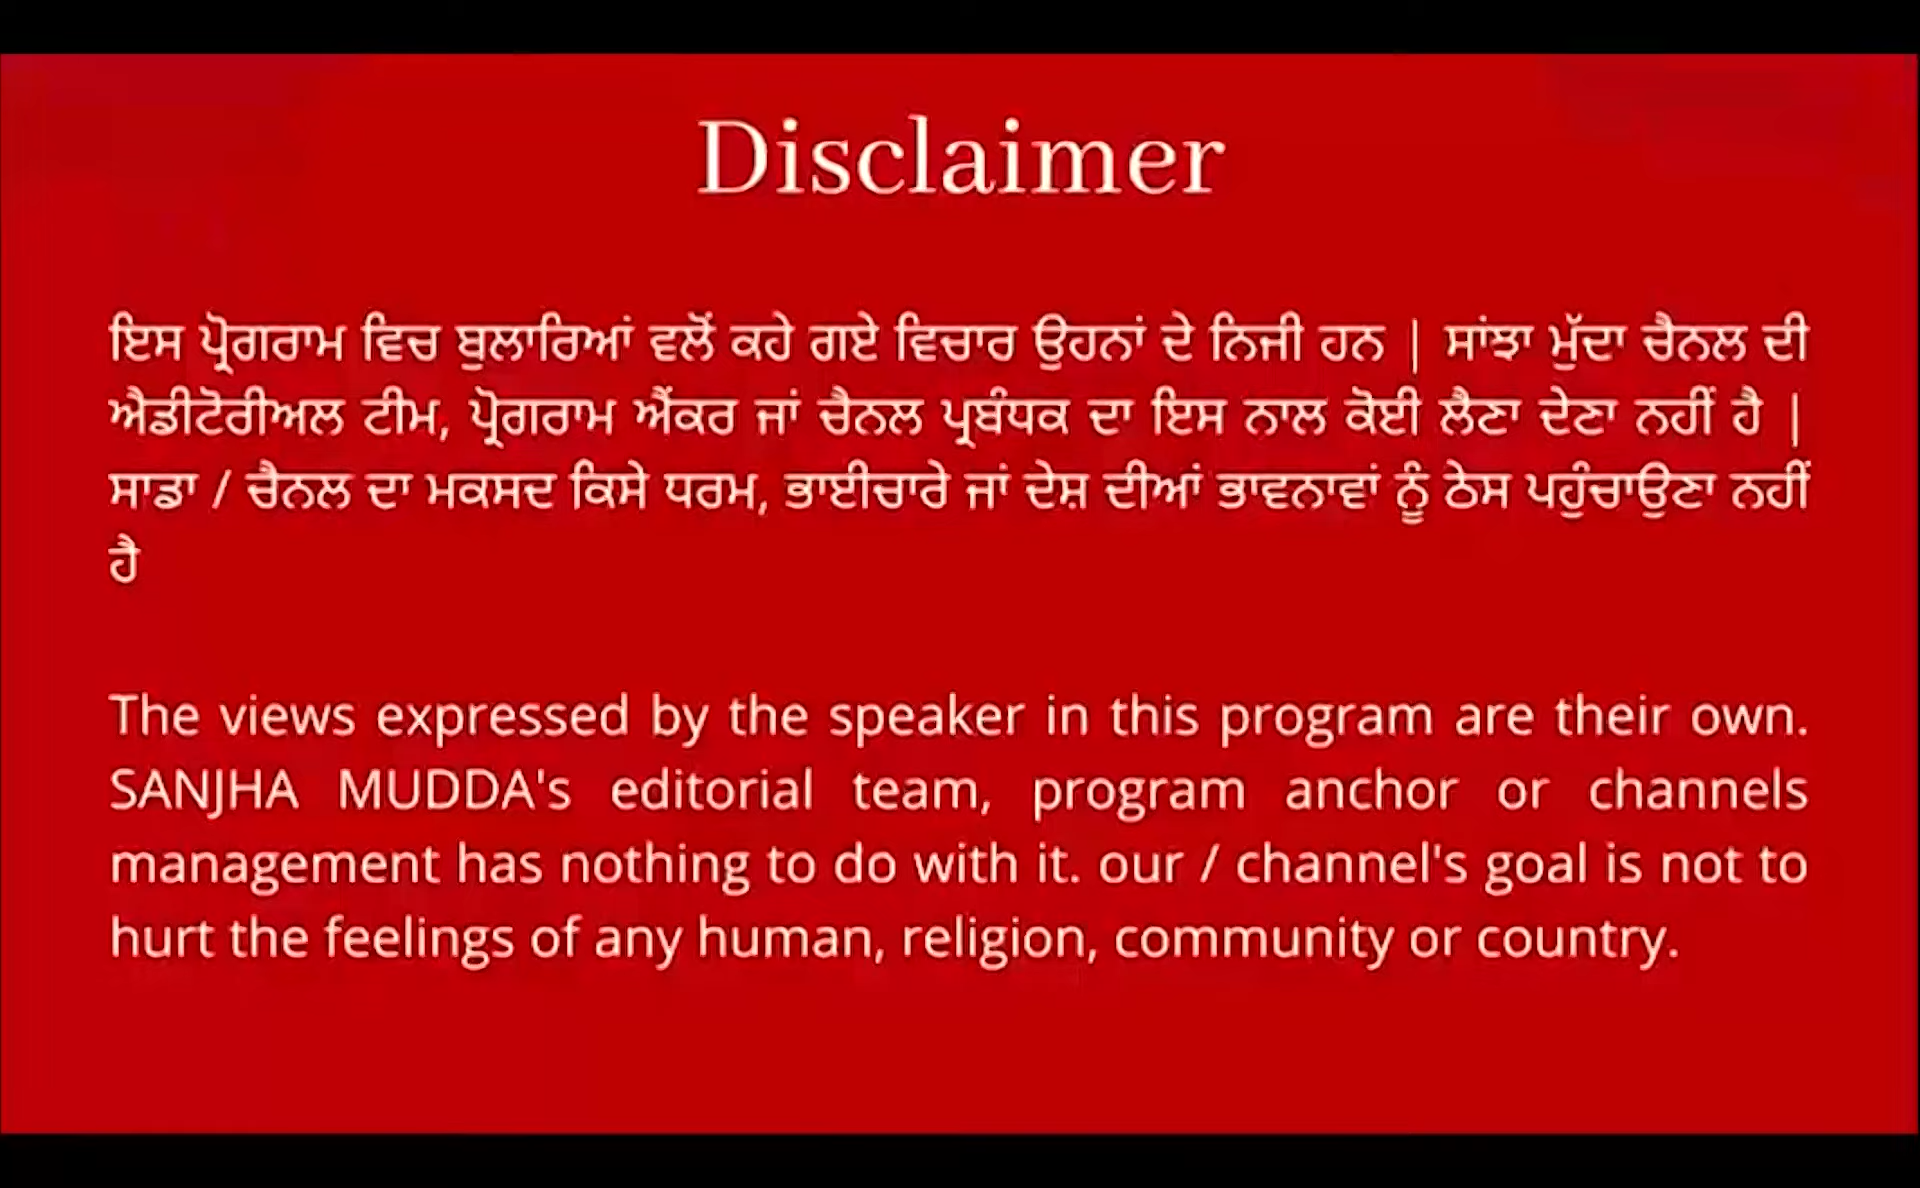 Disclaimer
ਇਸ ਪ੍ਰੋਗਰਾਮ ਵਿਚ ਬੁਲਾਰਿਆਂ ਵਲੋਂ ਕਹੇ ਗਏ ਵਿਚਾਰ ਉਹਨਾਂ ਦੇ ਨਿਜੀ ਹਨ | ਸਾਂਝਾ ਮੁੱਦਾ ਚੈਨਲ ਦੀ
ਐਡੀਟੋਰੀਅਲ ਟੀਮ, ਪ੍ਰੋਗਰਾਮ ਐਂਕਰ ਜਾਂ ਚੈਨਲ ਪ੍ਰਬੰਧਕ ਦਾ ਇਸ ਨਾਲ ਕੋਈ ਲੈਣਾ ਦੇਣਾ ਨਹੀਂ ਹੈ |
ਸਾਡਾ / ਚੈਨਲ ਦਾ ਮਕਸਦ ਕਿਸੇ ਧਰਮ, ਭਾਈਚਾਰੇ ਜਾਂ ਦੇਸ਼ ਦੀਆਂ ਭਾਵਨਾਵਾਂ ਨੂੰ ਠੇਸ ਪਹੁੰਚਾਉਣਾ ਨਹੀਂ
ਹੈ
The views expressed by the speaker in this program are their own.
SANJHA MUDDA's editorial team, program anchor or channels
management has nothing to do with it. our / channel's goal is not to
hurt the feelings of any human, religion, community or country.